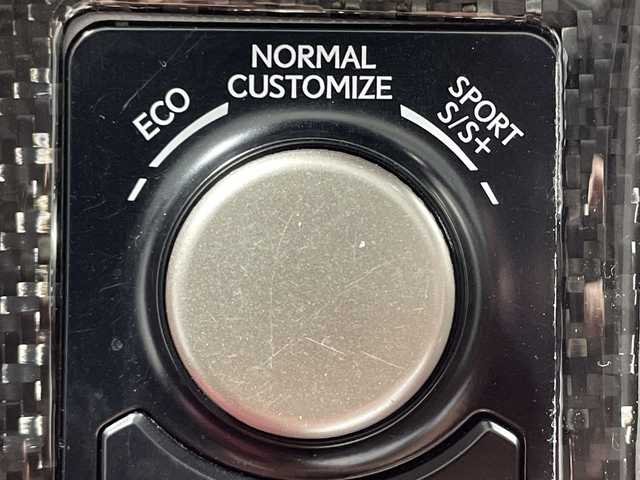 ECO
NORMAL
CUSTOMIZE
SPORT
S/S+